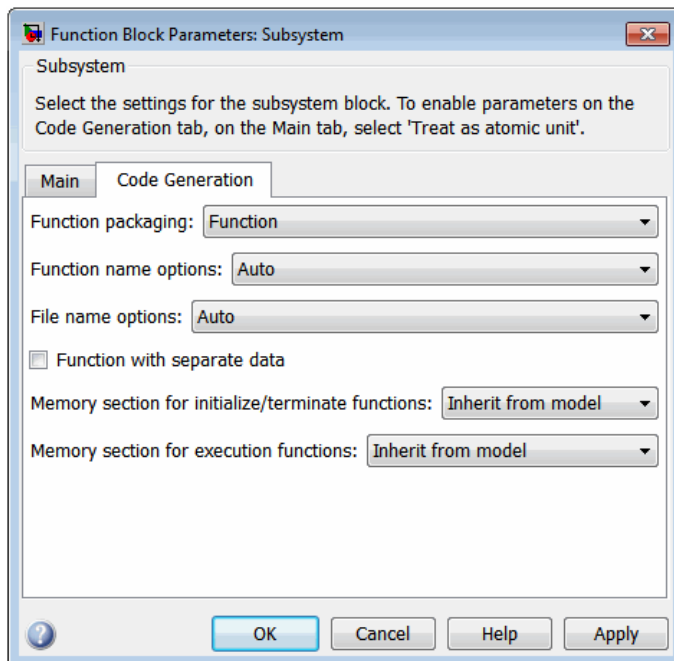 Function Block Parameters: Subsystem
Subsystem
Select the settings for the subsystem block. To enable parameters on the
Code Generation tab, on the Main tab, select 'Treat as atomic unit'.
Main Code Generation
Function packaging: Function
Function name options: Auto
File name options: Auto
Function with separate data
Memory section for initialize/terminate functions: Inherit from model
Memory section for execution functions: Inherit from model
? OK Cancel Help Apply